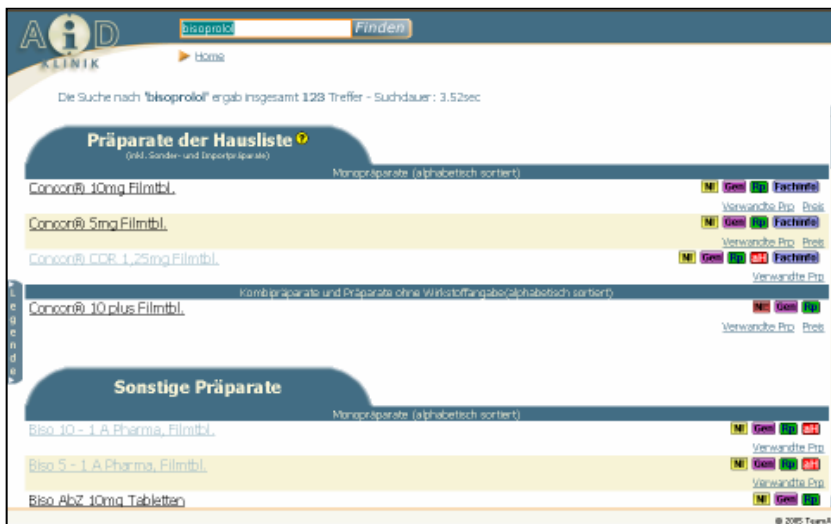 AiD
KLINIK
bisoprolol
Finden
Home
Die Suche nach "bisoprolol" ergab insgesamt 123 Treffer - Suchdauer: 3.52sec
Präparate der Hausliste ?
(inkl. Sonder- und Importpräparate)
Monopräparate (alphabetisch sortiert)
Concor® 10mg Filmtbl. NI Gen Rp Fachinfo
Verwandte Prp Preis
Concor® 5mg Filmtbl. NI Gen Rp Fachinfo
Verwandte Prp Preis
Concor® COR 1,25mg Filmtbl. NI Gen Rp aH Fachinfo
Verwandte Prp
Kombipräparate und Präparate ohne Wirkstoffangabe(alphabetisch sortiert)
Concor® 10 plus Filmtbl. NI Gen Rp
Verwandte Prp Preis
Legende
Sonstige Präparate
Monopräparate (alphabetisch sortiert)
Biso 10 - 1 A Pharma, Filmtbl. NI Gen Rp aH
Verwandte Prp
Biso 5 - 1 A Pharma, Filmtbl. NI Gen Rp aH
Verwandte Prp
Biso AbZ 10mg Tabletten NI Gen Rp
© 2005